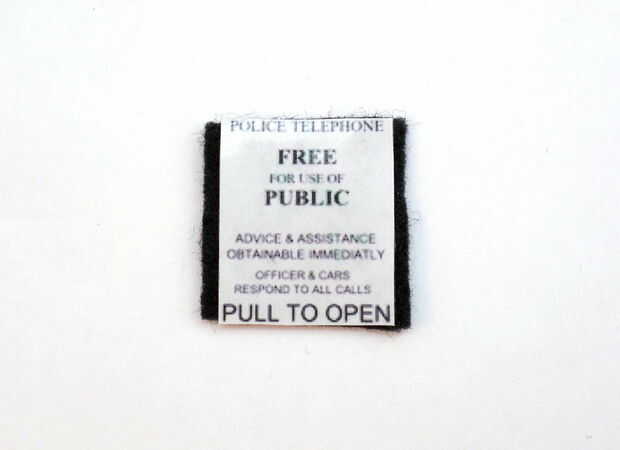 POLICE TELEPHONE
FREE
FOR USE OF
PUBLIC
ADVICE & ASSISTANCE
OBTAINABLE IMMEDIATLY
OFFICER & CARS
RESPOND TO ALL CALLS
PULL TO OPEN